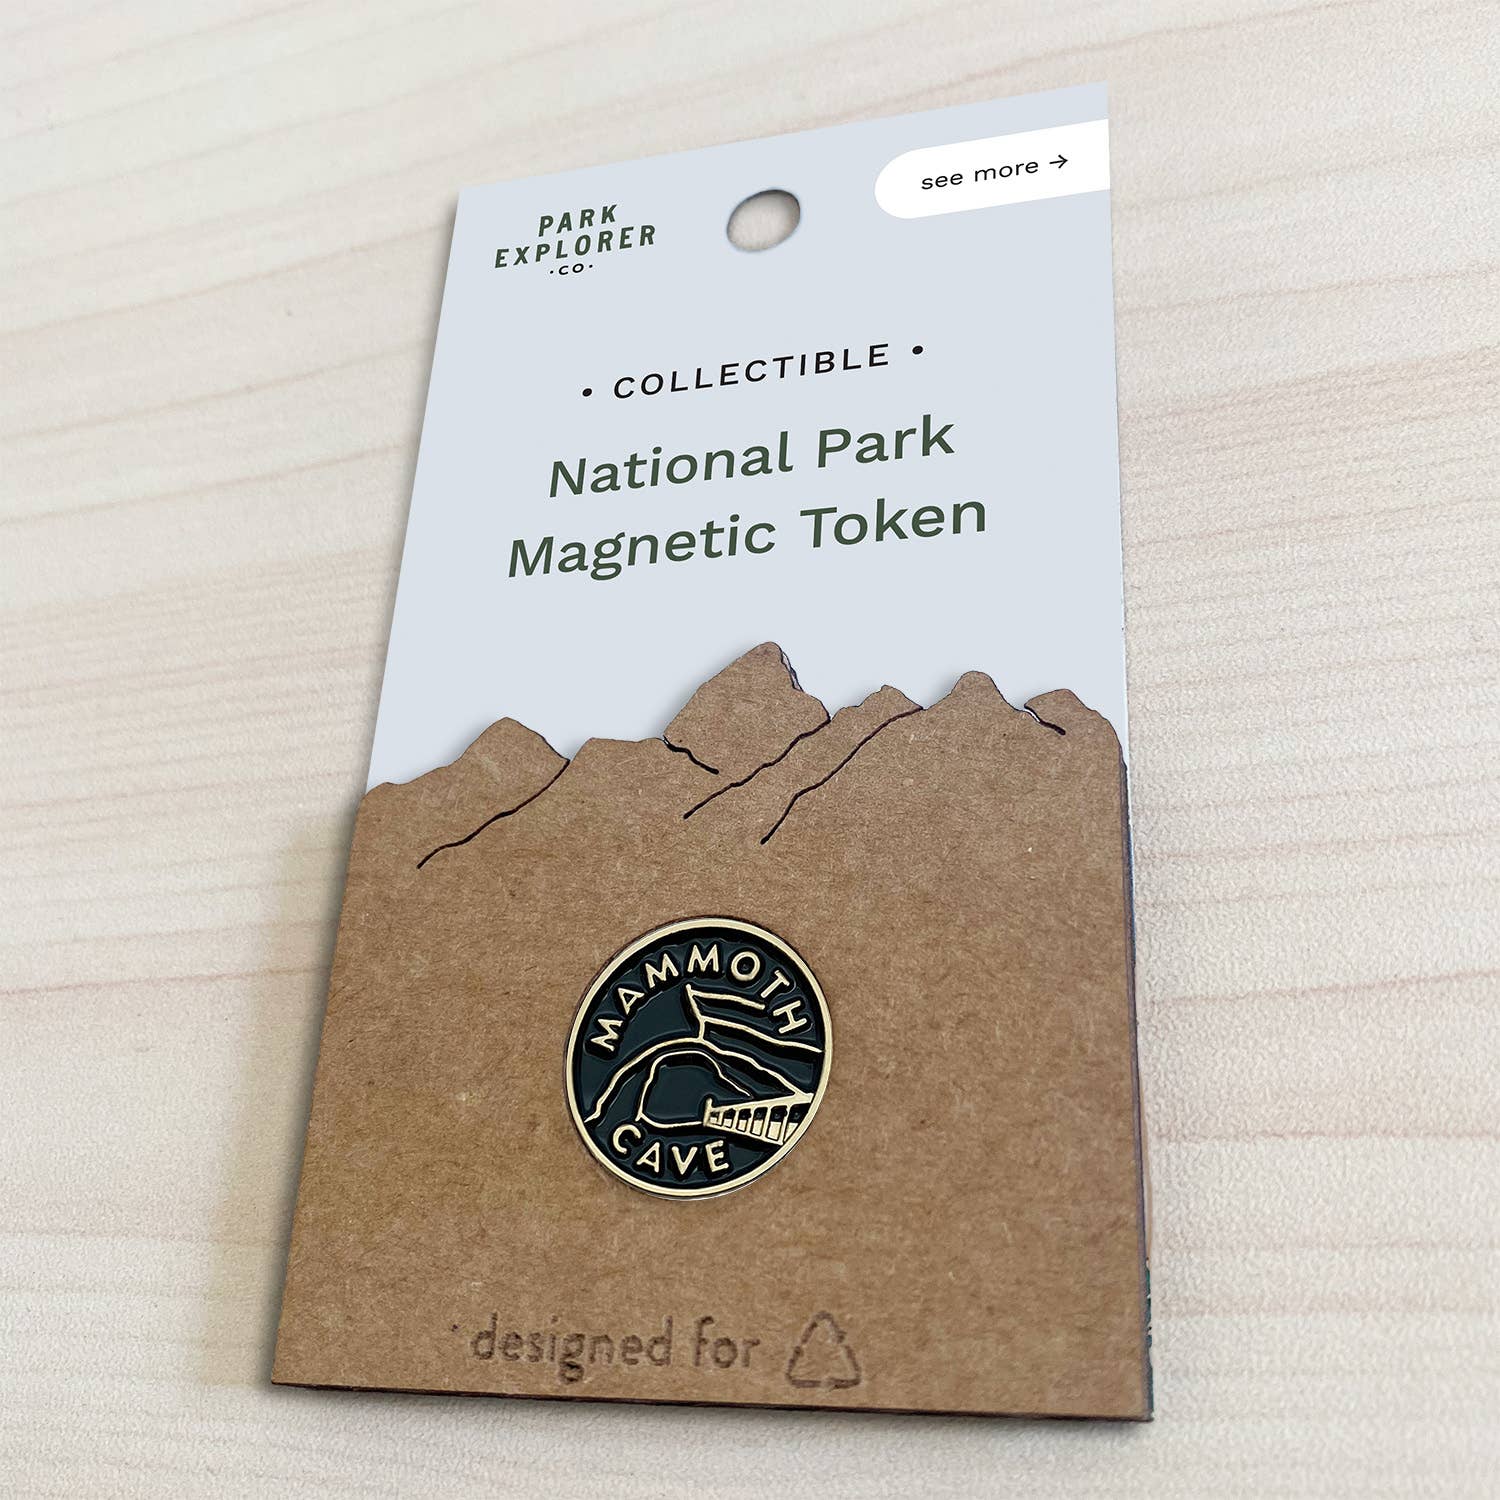 PARK
EXPLORER
·CO·
see more →
• COLLECTIBLE •
National Park
Magnetic Token
MAMMOTH
CAVE
designed for